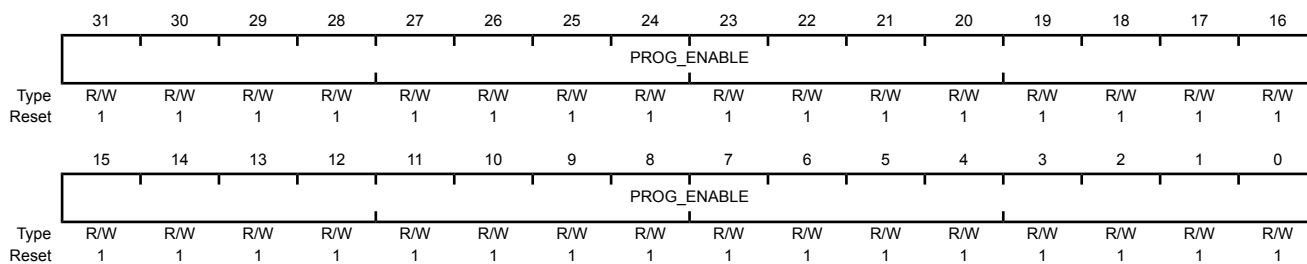 31 30 29 28 27 26 25 24 23 22 21 20 19 18 17 16
PROG_ENABLE
Type R/W R/W R/W R/W R/W R/W R/W R/W R/W R/W R/W R/W R/W R/W R/W R/W
Reset 1 1 1 1 1 1 1 1 1 1 1 1 1 1 1 1
15 14 13 12 11 10 9 8 7 6 5 4 3 2 1 0
PROG_ENABLE
Type R/W R/W R/W R/W R/W R/W R/W R/W R/W R/W R/W R/W R/W R/W R/W R/W
Reset 1 1 1 1 1 1 1 1 1 1 1 1 1 1 1 1